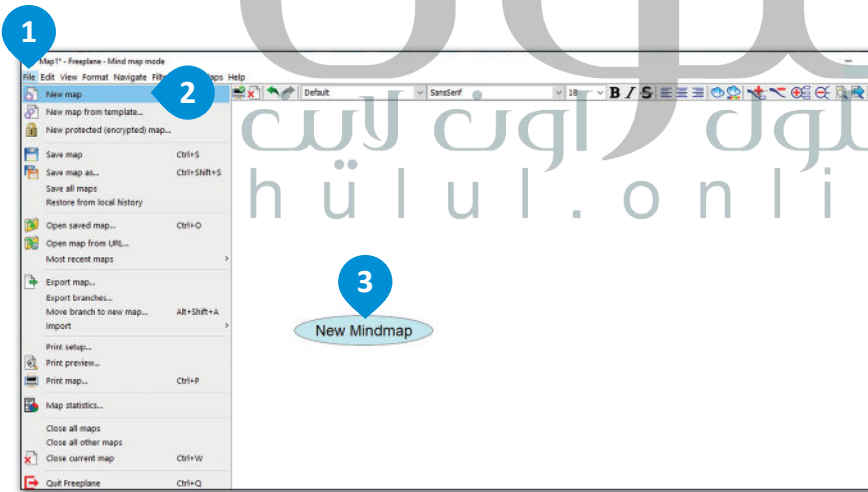 1
Map1* - Freeplane - Mind map mode
File Edit View Format Navigate Filte aps Help
New map
2
Default SansSerif 18 B I S
New map from template...
New protected (encrypted) map...
Save map Ctrl+S
Save map as... Ctrl+Shift+S
Save all maps
Restore from local history
Open saved map... Ctrl+O
Open map from URL...
Most recent maps >
Export map...
Export branches...
Move branch to new map... Alt+Shift+A
Import >
Print setup...
Print preview...
Print map... Ctrl+P
Map statistics...
Close all maps
Close all other maps
Close current map Ctrl+W
Quit Freeplane Ctrl+Q
اون لاين
hülul.onli
3
New Mindmap